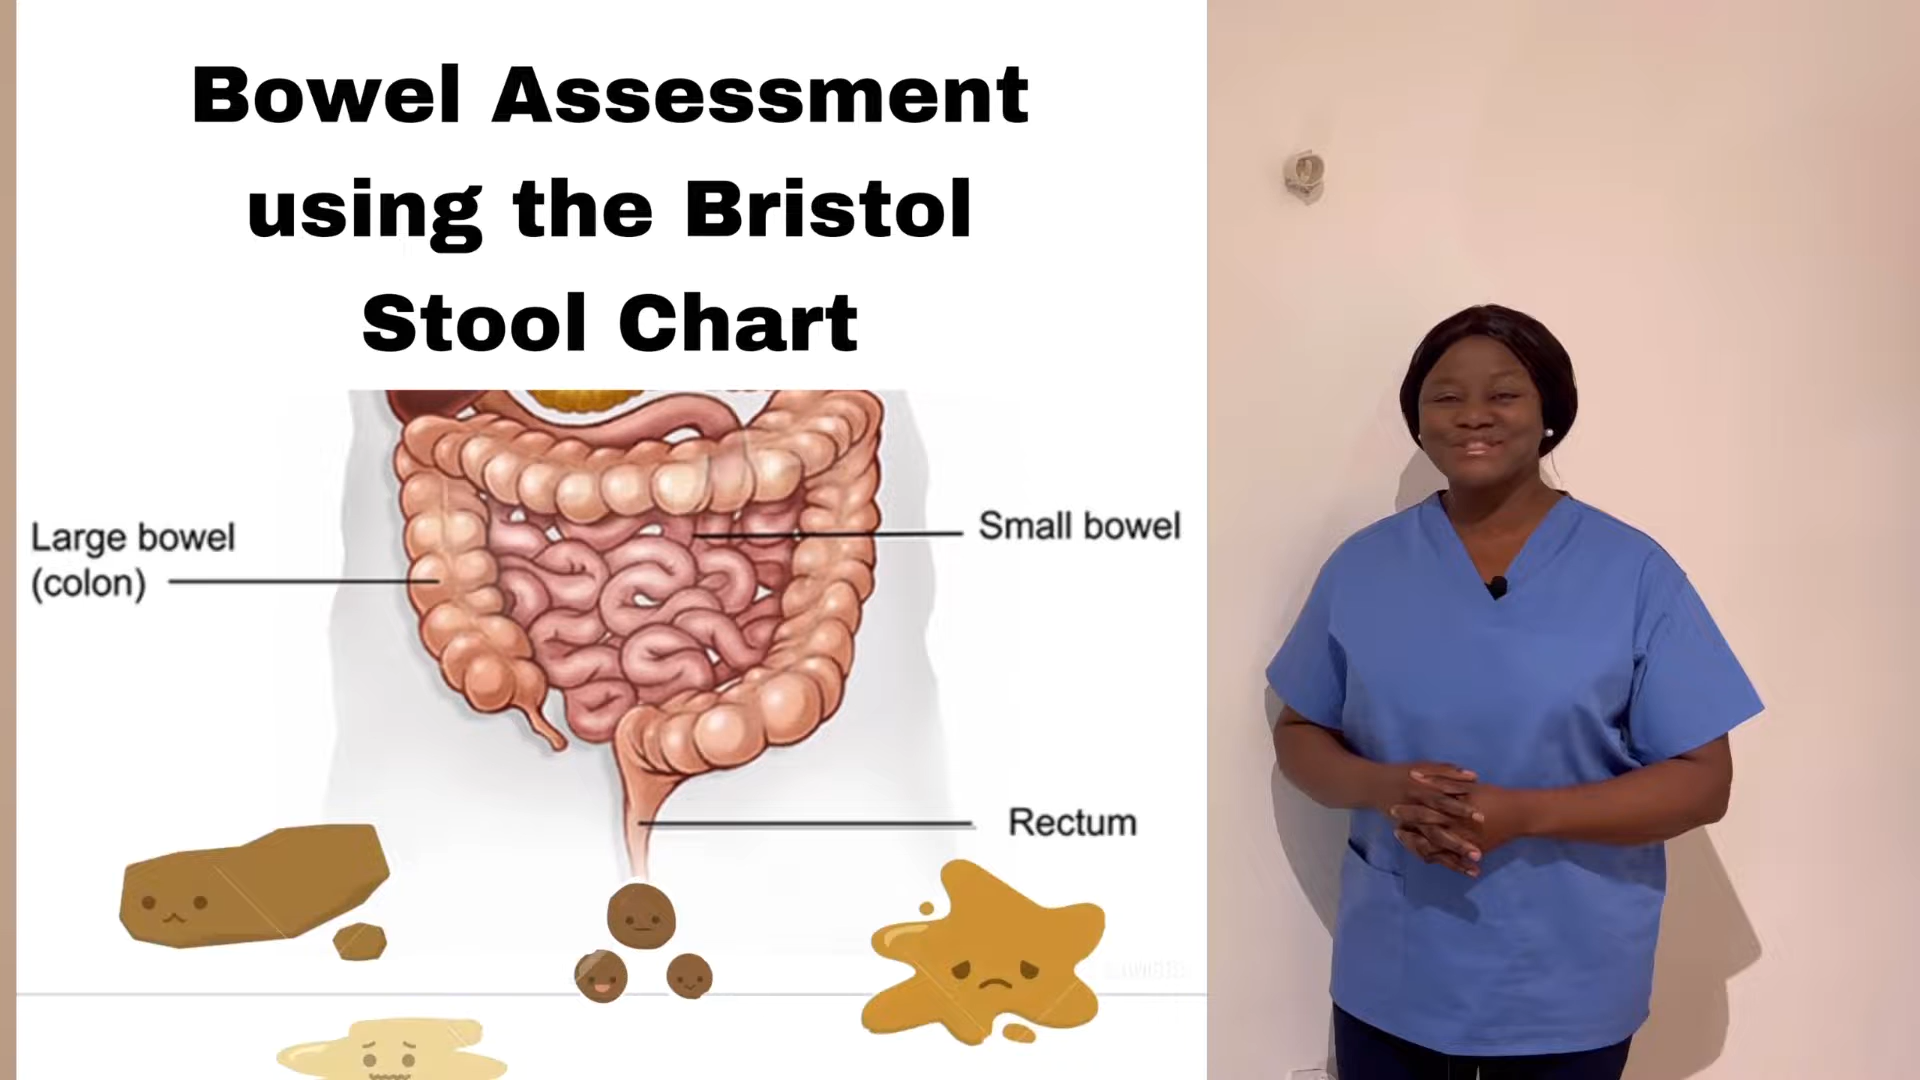 Bowel Assessment
using the Bristol
Stool Chart
Large bowel
(colon)
Small bowel
Rectum